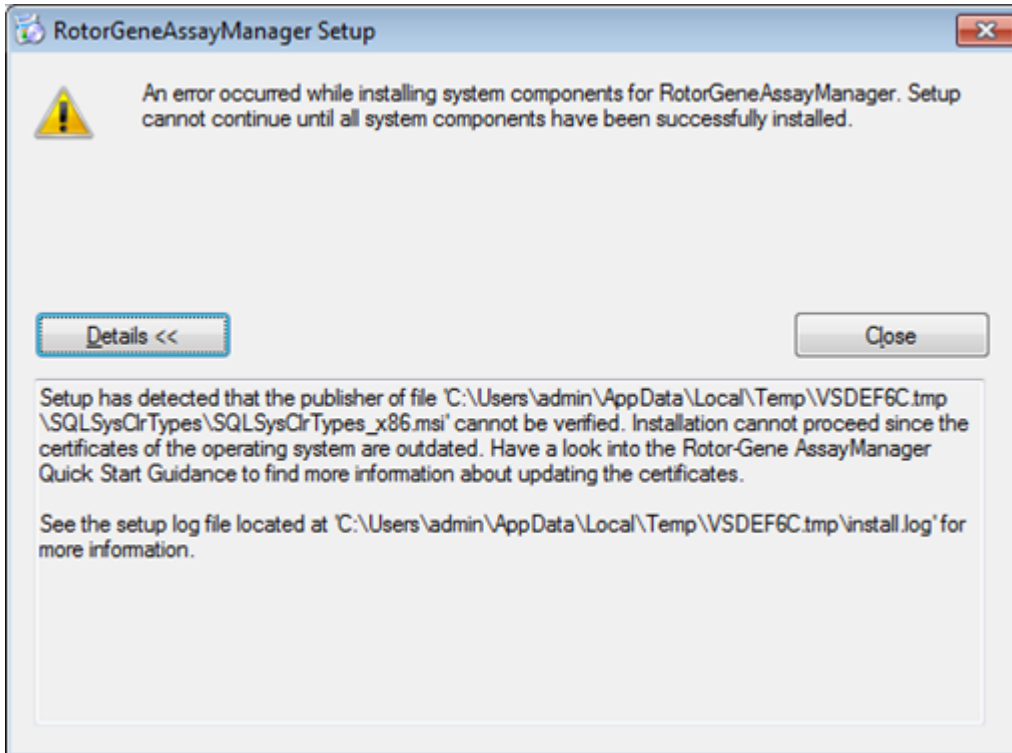 RotorGeneAssayManager Setup
An error occurred while installing system components for RotorGeneAssayManager. Setup
cannot continue until all system components have been successfully installed.
Details <<
Close
Setup has detected that the publisher of file 'C:\Users\admin\AppData\Local\Temp\VSDEF6C.tmp
\SQLSysClrTypes\SQLSysClrTypes_x86.msi' cannot be verified. Installation cannot proceed since the
certificates of the operating system are outdated. Have a look into the Rotor-Gene AssayManager
Quick Start Guidance to find more information about updating the certificates.
See the setup log file located at 'C:\Users\admin\AppData\Local\Temp\VSDEF6C.tmp\install.log' for
more information.